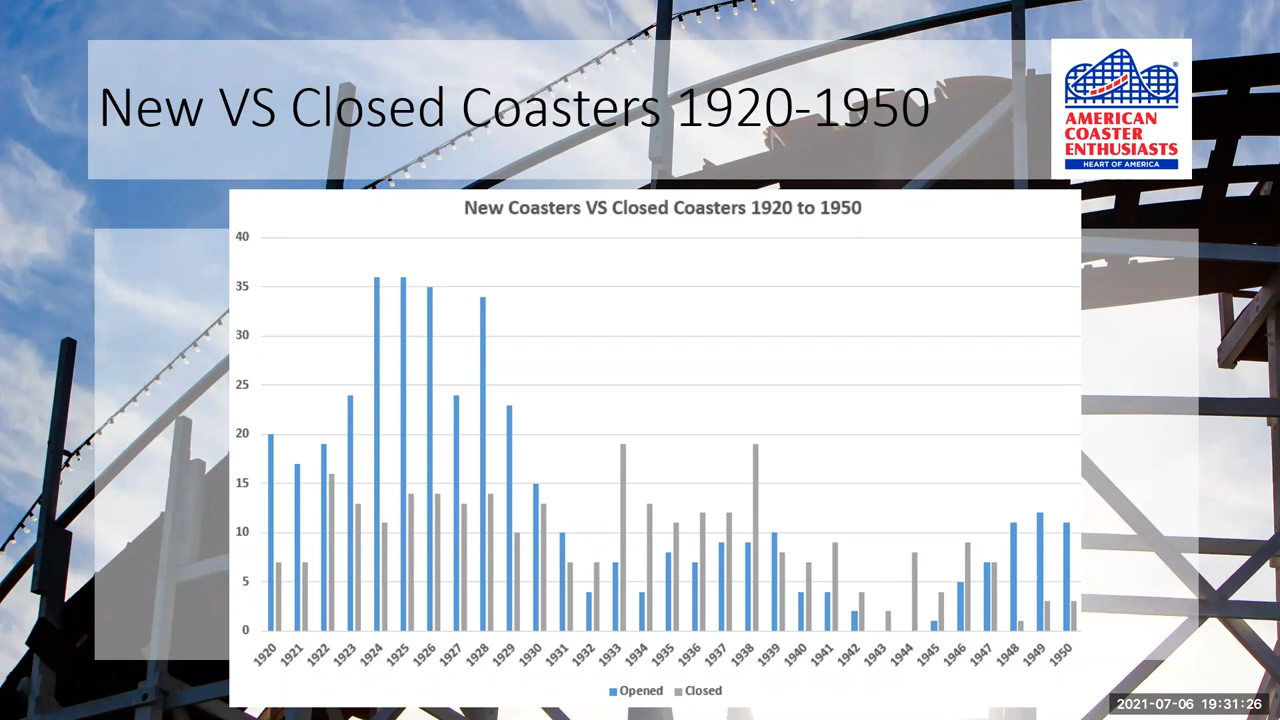 New VS Closed Coasters 1920-1950
®
AMERICAN
COASTER
ENTHUSIASTS
HEART OF AMERICA
New Coasters VS Closed Coasters 1920 to 1950
40
35
30
25
20
15
10
5
0
1920 1921 1922 1923 1924 1925 1926 1927 1928 1929 1930 1931 1932 1933 1934 1935 1936 1937 1938 1939 1940 1941 1942 1943 1944 1945 1946 1947 1948 1949 1950
Opened Closed
2021-07-06 19:31:26